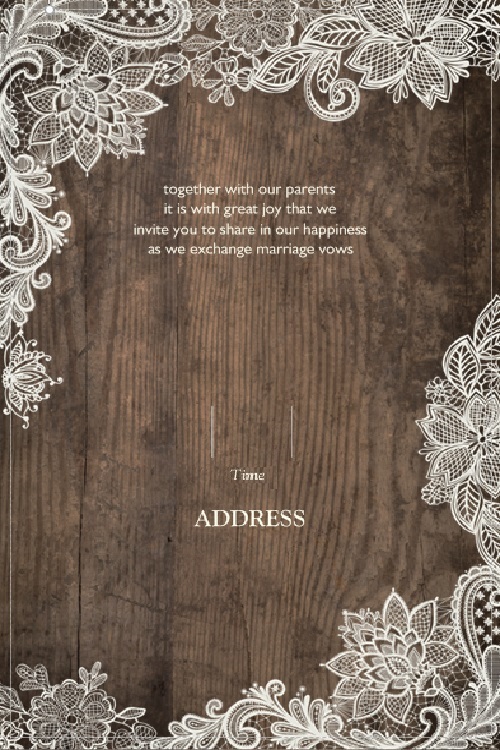 together with our parents
it is with great joy that we
invite you to share in our happiness
as we exchange marriage vows
Time
ADDRESS